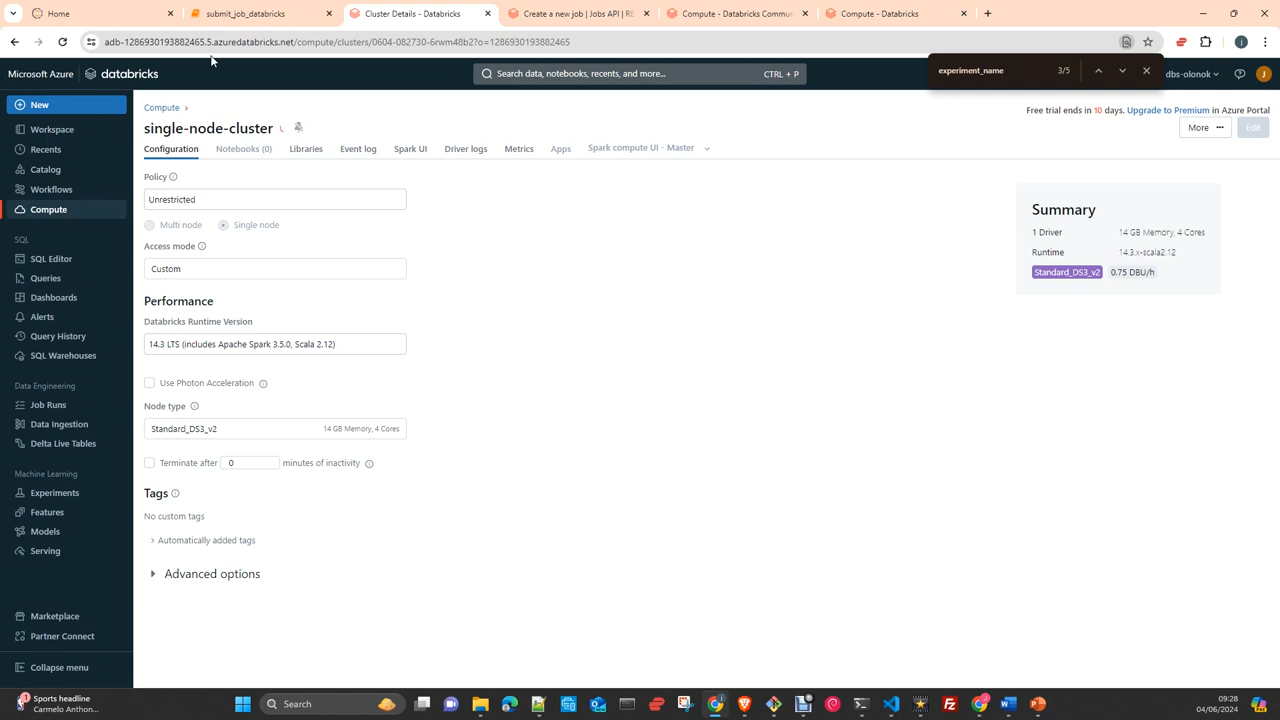 Home
submit_job_databricks
Cluster Details - Databricks
Create a new job | Jobs API | RE
Compute - Databricks Commun
Compute - Databricks
adb-1286930193882465.5.azuredatabricks.net/compute/clusters/0604-082730-6rwm48b2?o=1286930193882465
experiment_name
3/5
Microsoft Azure
databricks
Search data, notebooks, recents, and more...
CTRL + P
dbs-olonok
J
New
Workspace
Recents
Catalog
Workflows
Compute
SQL
SQL Editor
Queries
Dashboards
Alerts
Query History
SQL Warehouses
Data Engineering
Job Runs
Data Ingestion
Delta Live Tables
Machine Learning
Experiments
Features
Models
Serving
Marketplace
Partner Connect
Collapse menu
Compute
Free trial ends in 10 days. Upgrade to Premium in Azure Portal
single-node-cluster
More
Edit
Configuration
Notebooks (0)
Libraries
Event log
Spark UI
Driver logs
Metrics
Apps
Spark compute UI - Master
Policy
Unrestricted
Multi node
Single node
Access mode
Custom
Performance
Databricks Runtime Version
14.3 LTS (includes Apache Spark 3.5.0, Scala 2.12)
Use Photon Acceleration
Node type
Standard_DS3_v2
14 GB Memory, 4 Cores
Terminate after 0 minutes of inactivity
Tags
No custom tags
Automatically added tags
Advanced options
Summary
1 Driver
14 GB Memory, 4 Cores
Runtime
14.3.x-scala2.12
Standard_DS3_v2
0.75 DBU/h
1
Sports headline
Carmelo Anthon...
Search
09:28
04/06/2024